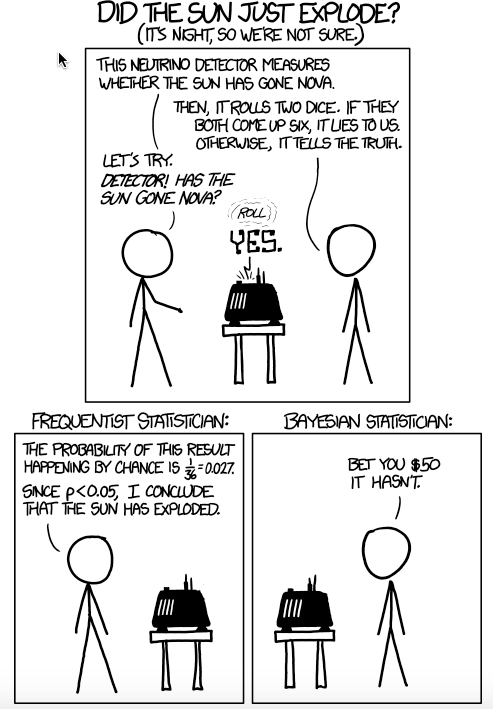 DID THE SUN JUST EXPLODE?
(IT'S NIGHT, SO WE'RE NOT SURE.)
THIS NEUTRINO DETECTOR MEASURES
WHETHER THE SUN HAS GONE NOVA.
THEN, IT ROLLS TWO DICE. IF THEY
BOTH COME UP SIX, IT LIES TO US.
OTHERWISE, IT TELLS THE TRUTH.
LET'S TRY.
DETECTOR! HAS THE
SUN GONE NOVA?
ROLL
YES.
FREQUENTIST STATISTICIAN:
THE PROBABILITY OF THIS RESULT
HAPPENING BY CHANCE IS 1/36=0.027.
SINCE p<0.05, I CONCLUDE
THAT THE SUN HAS EXPLODED.
BAYESIAN STATISTICIAN:
BET YOU $50
IT HASN'T.